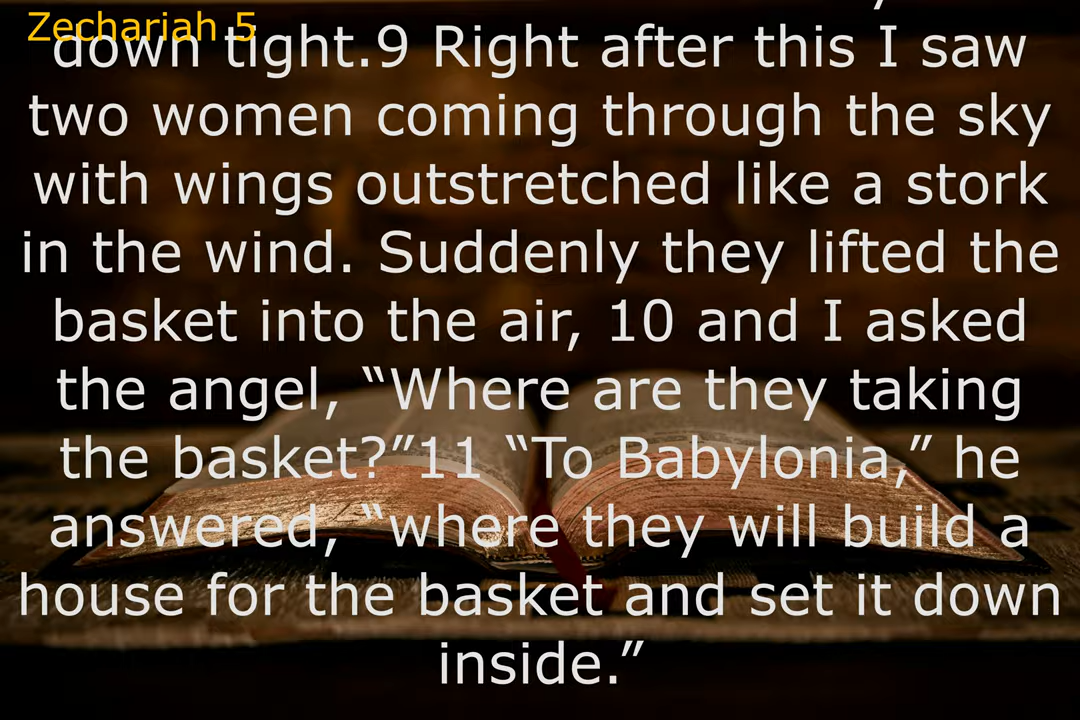 Zechariah 5
down tight.9 Right after this I saw
two women coming through the sky
with wings outstretched like a stork
in the wind. Suddenly they lifted the
basket into the air, 10 and I asked
the angel, “Where are they taking
the basket?”11 “To Babylonia,” he
answered, “where they will build a
house for the basket and set it down
inside.”